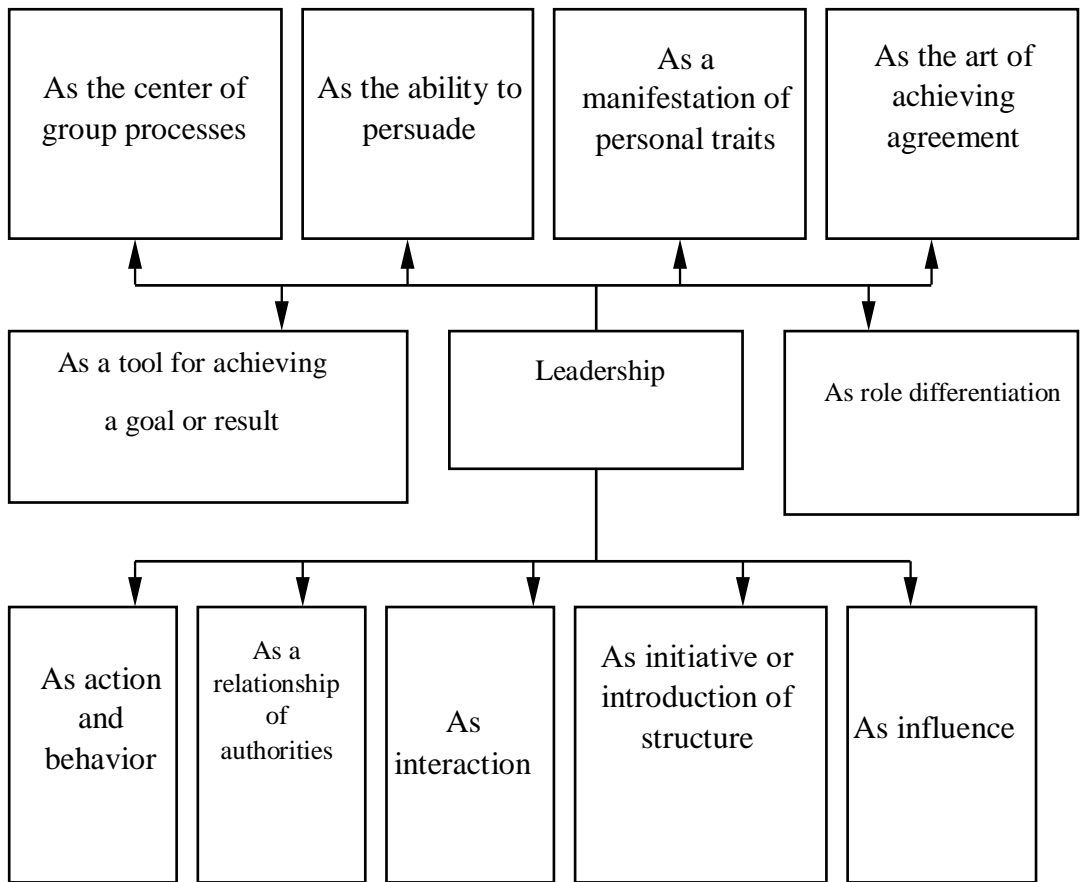 As the center of
group processes
As the ability to
persuade
As a
manifestation of
personal traits
As the art of
achieving
agreement
As a tool for achieving
a goal or result
Leadership
As role differentiation
As action
and
behavior
As a
relationship
of
authorities
As
interaction
As initiative or
introduction of
structure
As influence